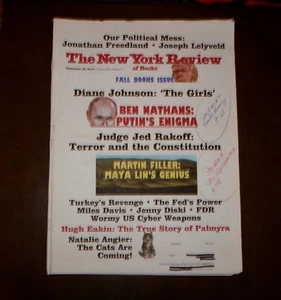 Our Political Mess:
Jonathan Freedland • Joseph Lelyveld
The New York Review
of Books
FALL BOOKS ISSUE
Diane Johnson: 'The Girls'
BEN NATHANS:
PUTIN'S ENIGMA
Judge Jed Rakoff:
Terror and the Constitution
MARTIN FILLER:
MAYA LIN'S GENIUS
Turkey's Revenge • The Fed's Power
Miles Davis • Jenny Diski • FDR
Wormy US Cyber Weapons
Hugh Eakin: The True Story of Palmyra
Natalie Angier:
The Cats Are
Coming!